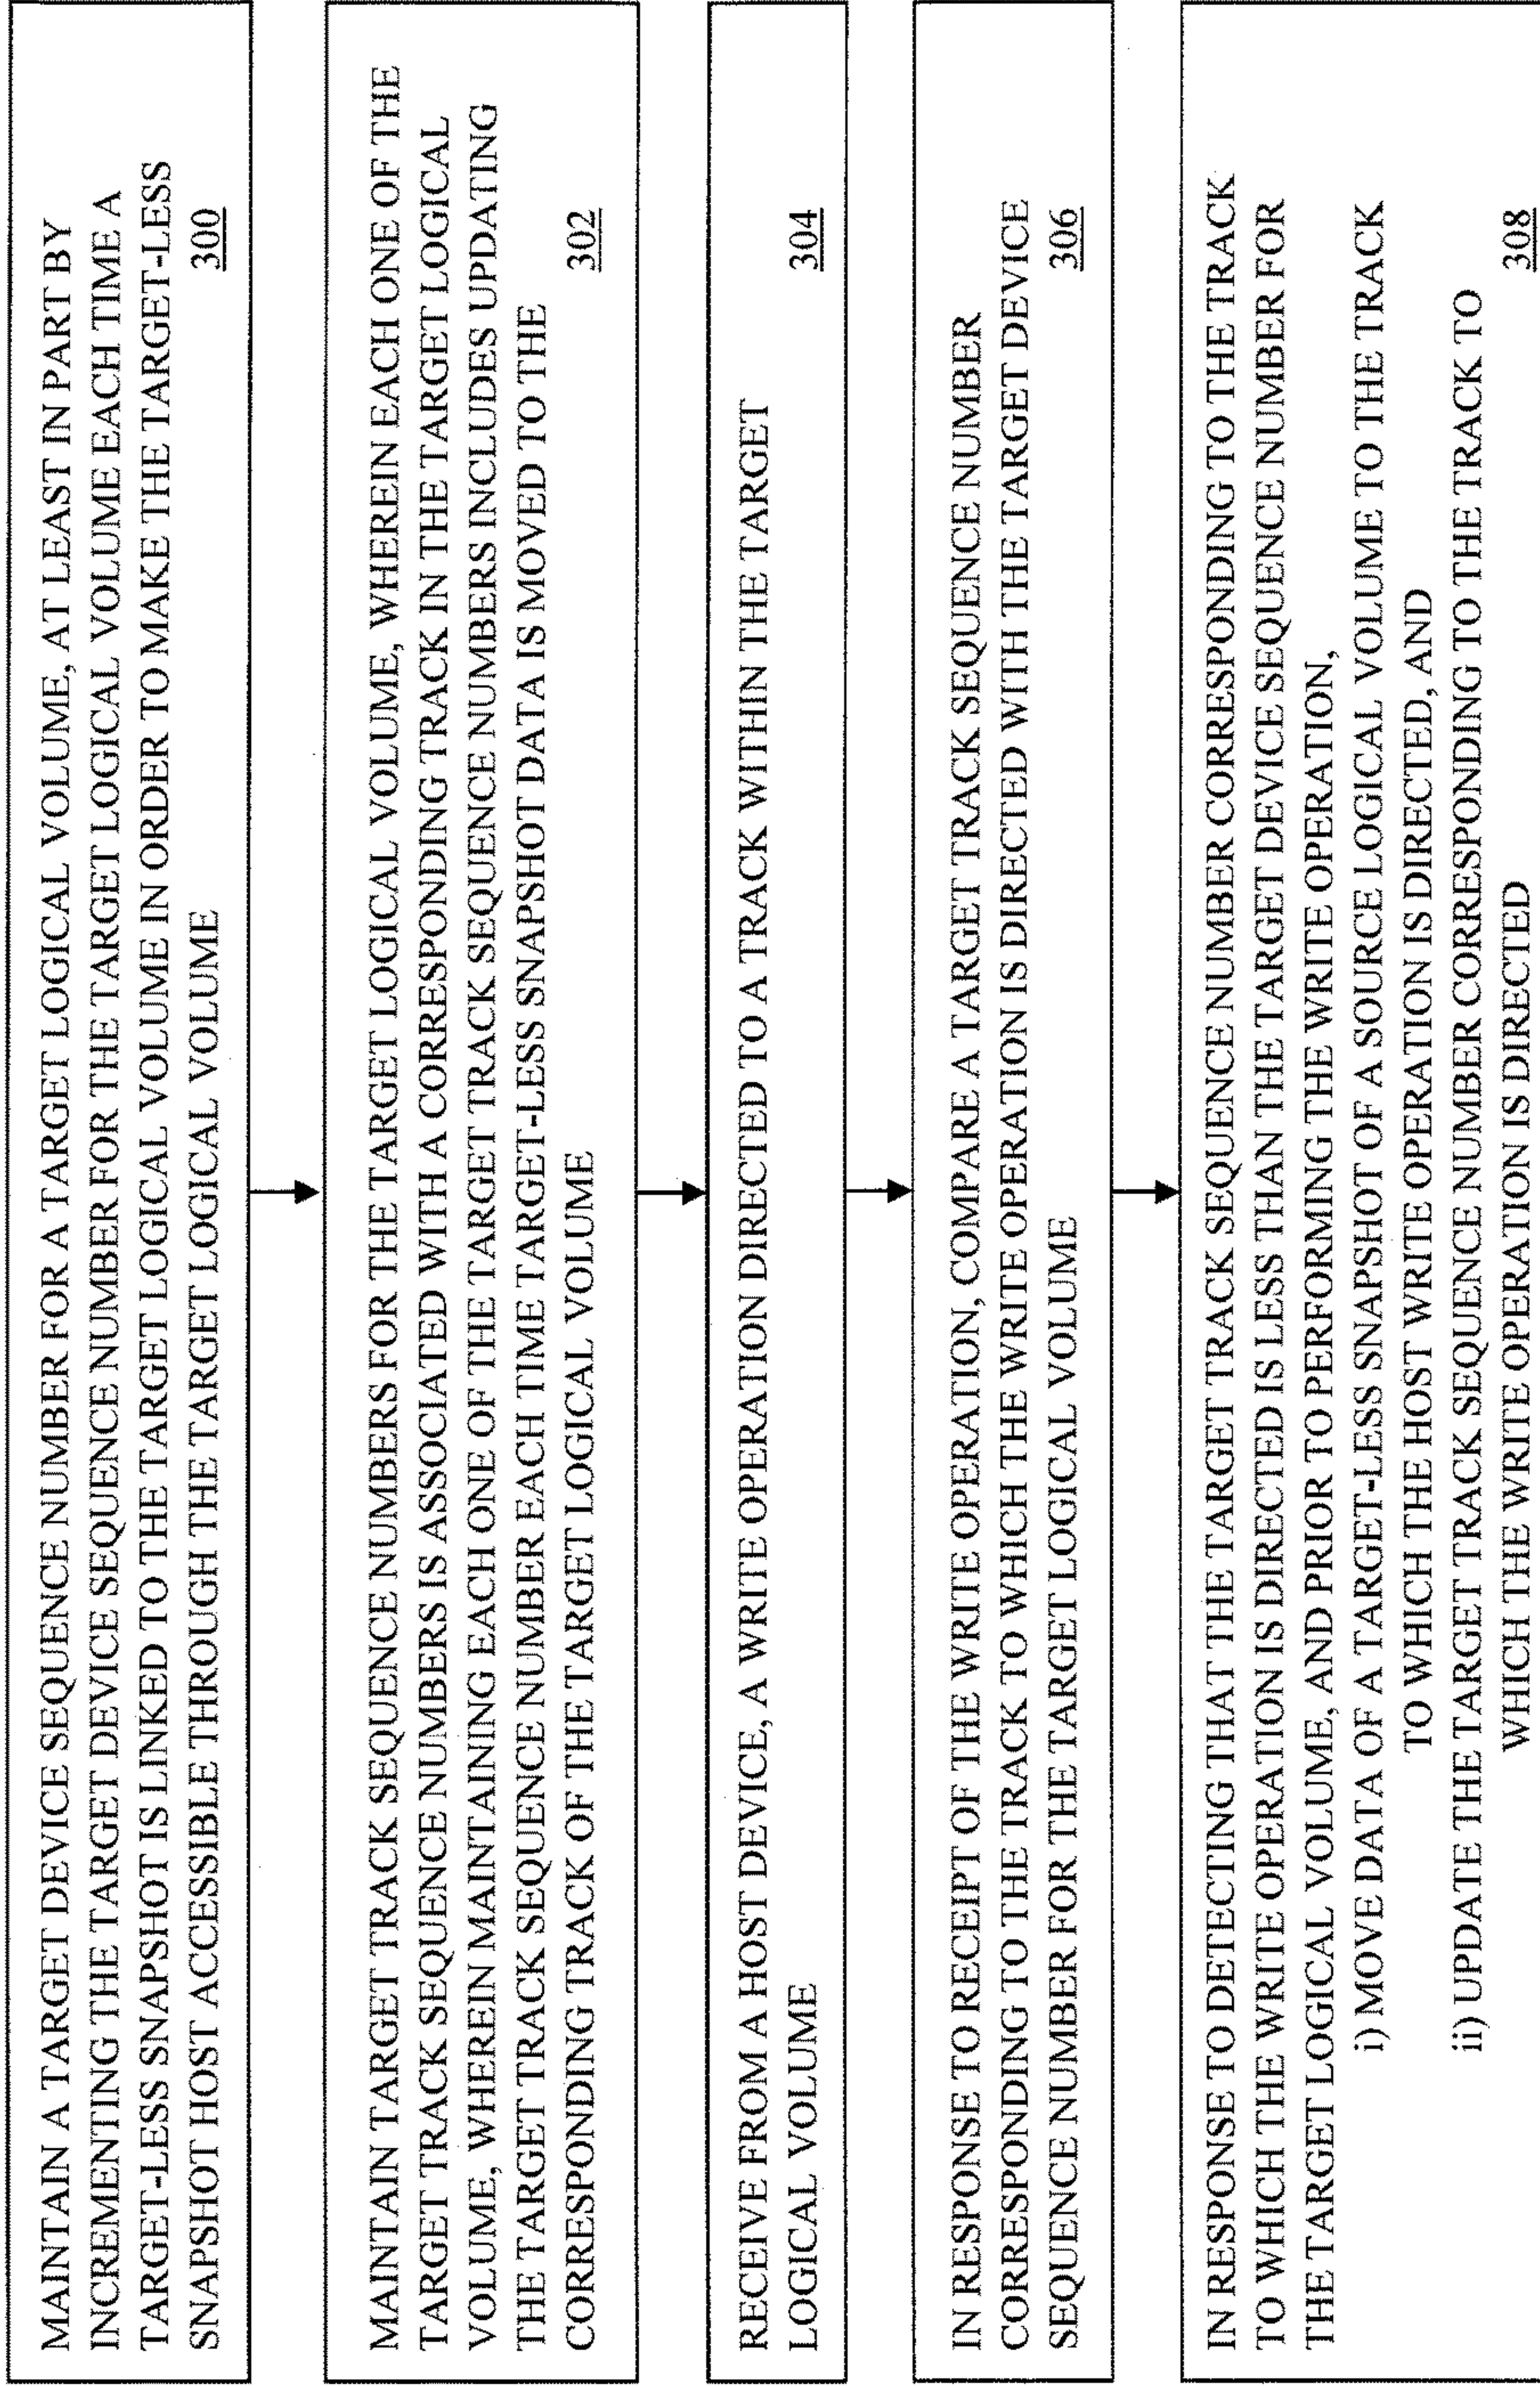 MAINTAIN A TARGET DEVICE SEQUENCE NUMBER FOR A TARGET LOGICAL VOLUME, AT LEAST IN PART BY
INCREMENTING THE TARGET DEVICE SEQUENCE NUMBER FOR THE TARGET LOGICAL VOLUME EACH TIME A
TARGET-LESS SNAPSHOT IS LINKED TO THE TARGET LOGICAL VOLUME IN ORDER TO MAKE THE TARGET-LESS
SNAPSHOT HOST ACCESSIBLE THROUGH THE TARGET LOGICAL VOLUME 300
MAINTAIN TARGET TRACK SEQUENCE NUMBERS FOR THE TARGET LOGICAL VOLUME, WHEREIN EACH ONE OF THE
TARGET TRACK SEQUENCE NUMBERS IS ASSOCIATED WITH A CORRESPONDING TRACK IN THE TARGET LOGICAL
VOLUME, WHEREIN MAINTAINING EACH ONE OF THE TARGET TRACK SEQUENCE NUMBERS INCLUDES UPDATING
THE TARGET TRACK SEQUENCE NUMBER EACH TIME TARGET-LESS SNAPSHOT DATA IS MOVED TO THE
CORRESPONDING TRACK OF THE TARGET LOGICAL VOLUME 302
RECEIVE FROM A HOST DEVICE, A WRITE OPERATION DIRECTED TO A TRACK WITHIN THE TARGET
LOGICAL VOLUME 304
IN RESPONSE TO RECEIPT OF THE WRITE OPERATION, COMPARE A TARGET TRACK SEQUENCE NUMBER
CORRESPONDING TO THE TRACK TO WHICH THE WRITE OPERATION IS DIRECTED WITH THE TARGET DEVICE
SEQUENCE NUMBER FOR THE TARGET LOGICAL VOLUME 306
IN RESPONSE TO DETECTING THAT THE TARGET TRACK SEQUENCE NUMBER CORRESPONDING TO THE TRACK
TO WHICH THE WRITE OPERATION IS DIRECTED IS LESS THAN THE TARGET DEVICE SEQUENCE NUMBER FOR
THE TARGET LOGICAL VOLUME, AND PRIOR TO PERFORMING THE WRITE OPERATION,
i) MOVE DATA OF A TARGET-LESS SNAPSHOT OF A SOURCE LOGICAL VOLUME TO THE TRACK
TO WHICH THE HOST WRITE OPERATION IS DIRECTED, AND
ii) UPDATE THE TARGET TRACK SEQUENCE NUMBER CORRESPONDING TO THE TRACK TO
WHICH THE WRITE OPERATION IS DIRECTED 308